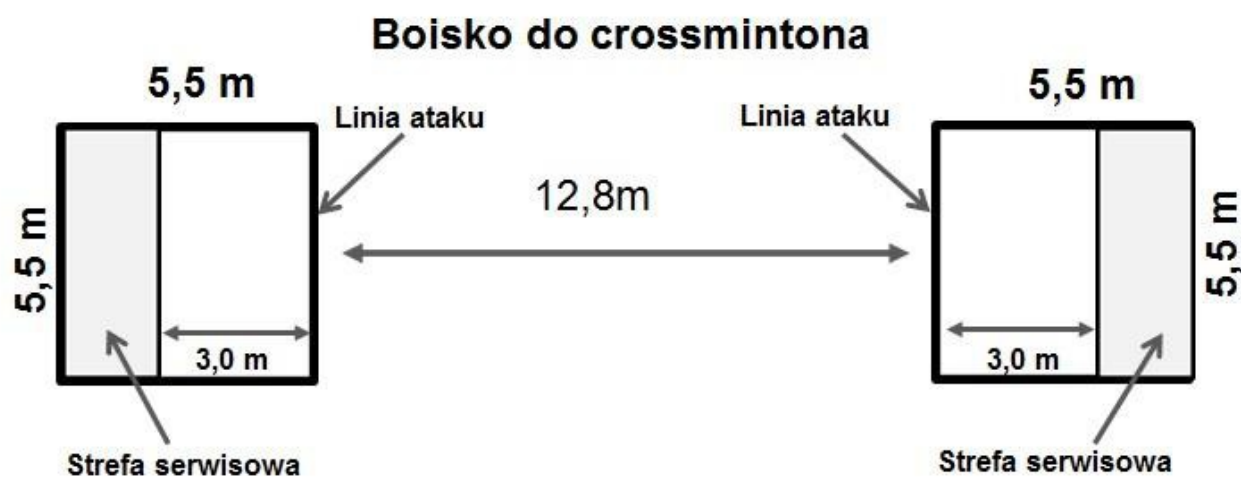 Boisko do crossmintona
5,5 m
5,5 m
Linia ataku
Linia ataku
12,8m
5,5 m
5,5 m
3,0 m
3,0 m
Strefa serwisowa
Strefa serwisowa